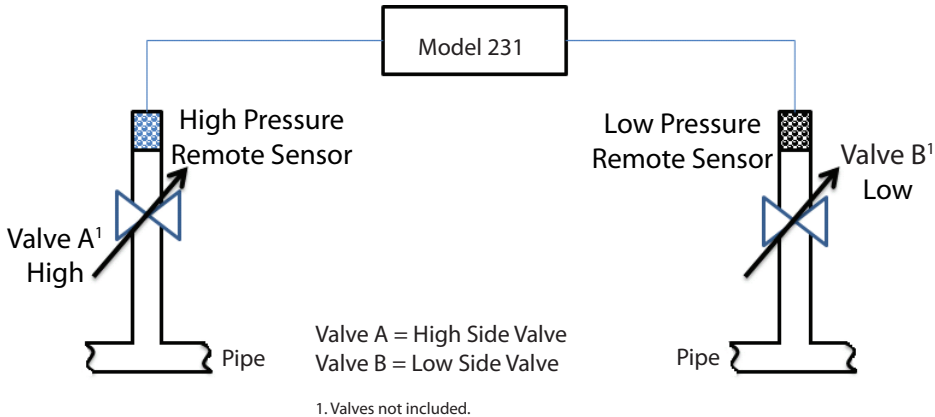 Model 231
High Pressure
Remote Sensor
Low Pressure
Remote Sensor
Valve B¹
Low
Valve A¹
High
Valve A = High Side Valve
Valve B = Low Side Valve
Pipe
Pipe
1. Valves not included.